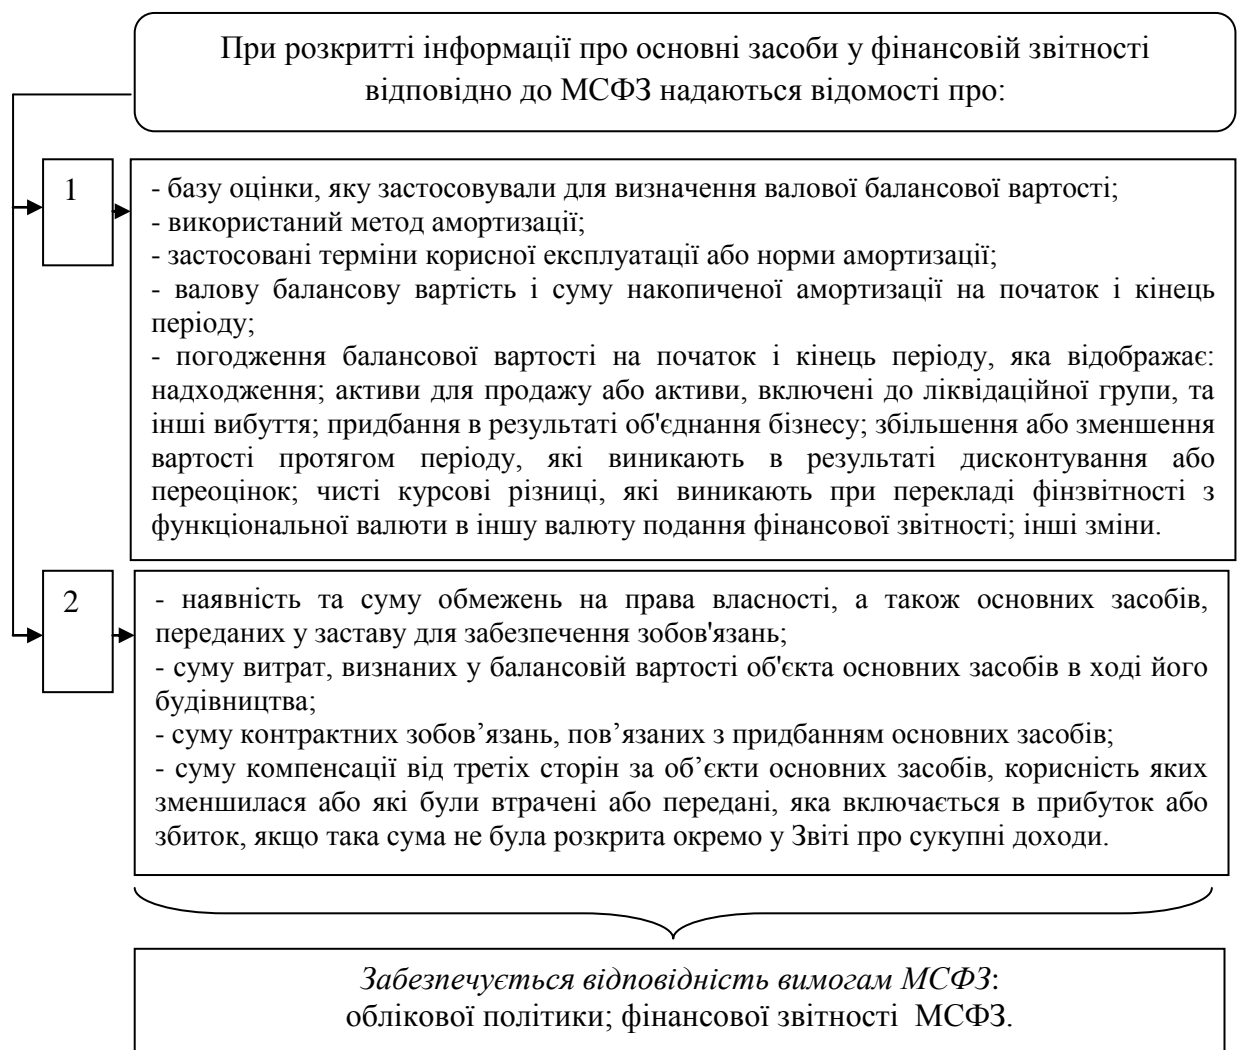 При розкритті інформації про основні засоби у фінансовій звітності
відповідно до МСФЗ надаються відомості про:
1
- базу оцінки, яку застосовували для визначення валової балансової вартості;
- використаний метод амортизації;
- застосовані терміни корисної експлуатації або норми амортизації;
- валову балансову вартість і суму накопиченої амортизації на початок і кінець
періоду;
- погодження балансової вартості на початок і кінець періоду, яка відображає:
надходження; активи для продажу або активи, включені до ліквідаційної групи, та
інші вибуття; придбання в результаті об'єднання бізнесу; збільшення або зменшення
вартості протягом періоду, які виникають в результаті дисконтування або
переоцінок; чисті курсові різниці, які виникають при перекладі фінзвітності з
функціональної валюти в іншу валюту подання фінансової звітності; інші зміни.
2
- наявність та суму обмежень на права власності, а також основних засобів,
переданих у заставу для забезпечення зобов'язань;
- суму витрат, визнаних у балансовій вартості об'єкта основних засобів в ході його
будівництва;
- суму контрактних зобов’язань, пов’язаних з придбанням основних засобів;
- суму компенсації від третіх сторін за об’єкти основних засобів, корисність яких
зменшилася або які були втрачені або передані, яка включається в прибуток або
збиток, якщо така сума не була розкрита окремо у Звіті про сукупні доходи.
Забезпечується відповідність вимогам МСФЗ:
облікової політики; фінансової звітності МСФЗ.